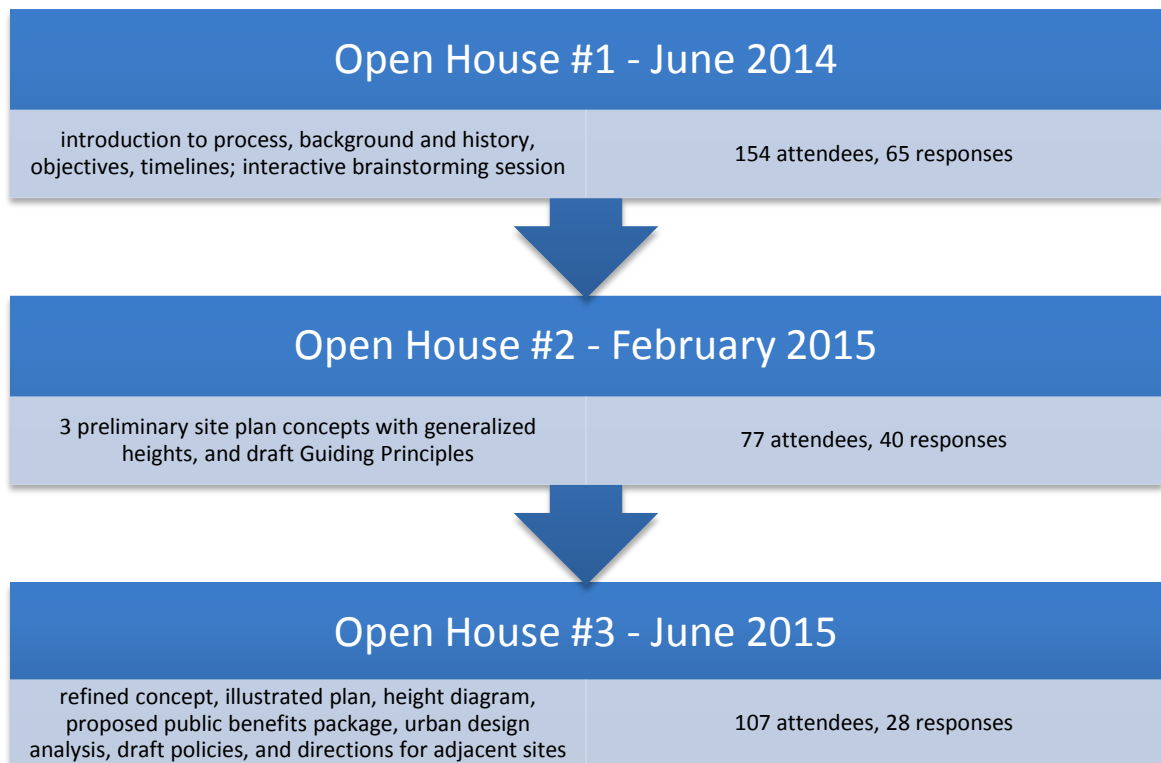 Open House #1 - June 2014
introduction to process, background and history,
objectives, timelines; interactive brainstorming session
154 attendees, 65 responses
Open House #2 - February 2015
3 preliminary site plan concepts with generalized
heights, and draft Guiding Principles
77 attendees, 40 responses
Open House #3 - June 2015
refined concept, illustrated plan, height diagram,
proposed public benefits package, urban design
analysis, draft policies, and directions for adjacent sites
107 attendees, 28 responses